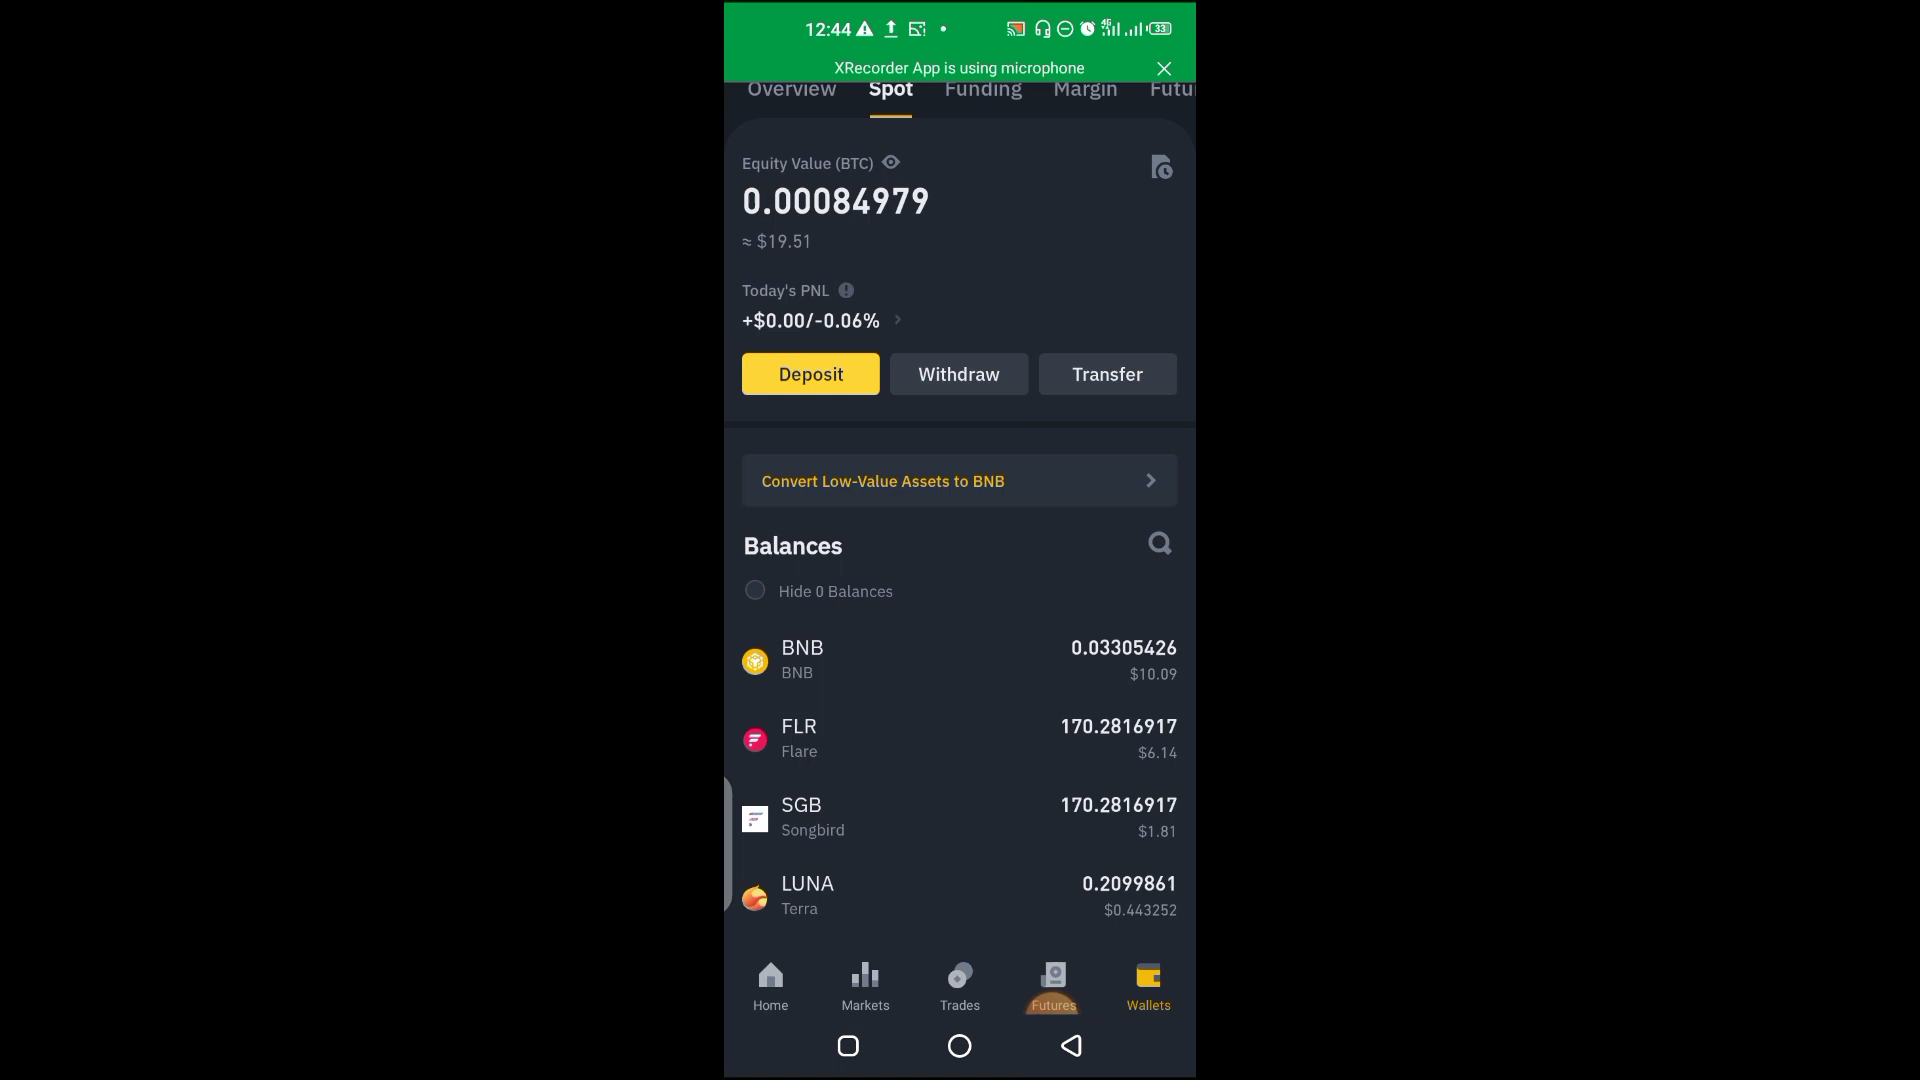 12:44
33
XRecorder App is using microphone
Overview Spot Funding Margin Futu
Equity Value (BTC)
0.00084979
≈ $19.51
Today's PNL
+$0.00/-0.06%
Deposit Withdraw Transfer
Convert Low-Value Assets to BNB
Balances
Hide 0 Balances
BNB 0.03305426
BNB $10.09
FLR 170.2816917
Flare $6.14
SGB 170.2816917
Songbird $1.81
LUNA 0.2099861
Terra $0.443252
Home Markets Trades Futures Wallets